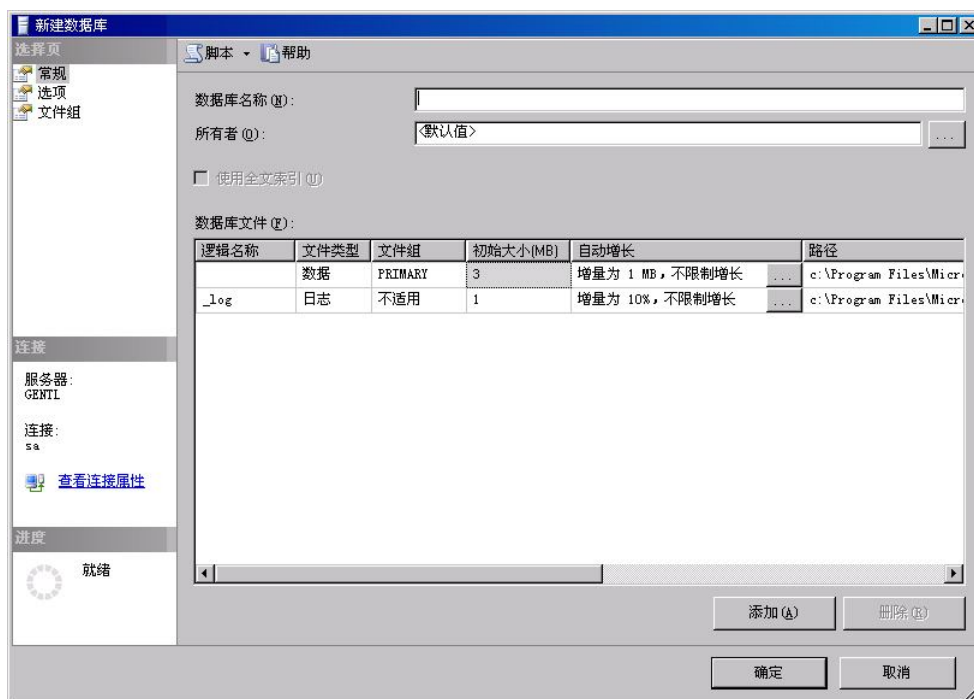 新建数据库
选择页
常规
选项
文件组
脚本 帮助
数据库名称(N):
所有者(O):
<默认值>
...
使用全文索引(U)
数据库文件(F):
逻辑名称 文件类型 文件组 初始大小(MB) 自动增长 路径
数据 PRIMARY 3 增量为 1 MB，不限制增长 ... c:\Program Files\Micr
_log 日志 不适用 1 增量为 10%，不限制增长 ... c:\Program Files\Micr
连接
服务器:
GENTL
连接:
sa
查看连接属性
进度
就绪
添加(A) 删除(R)
确定 取消